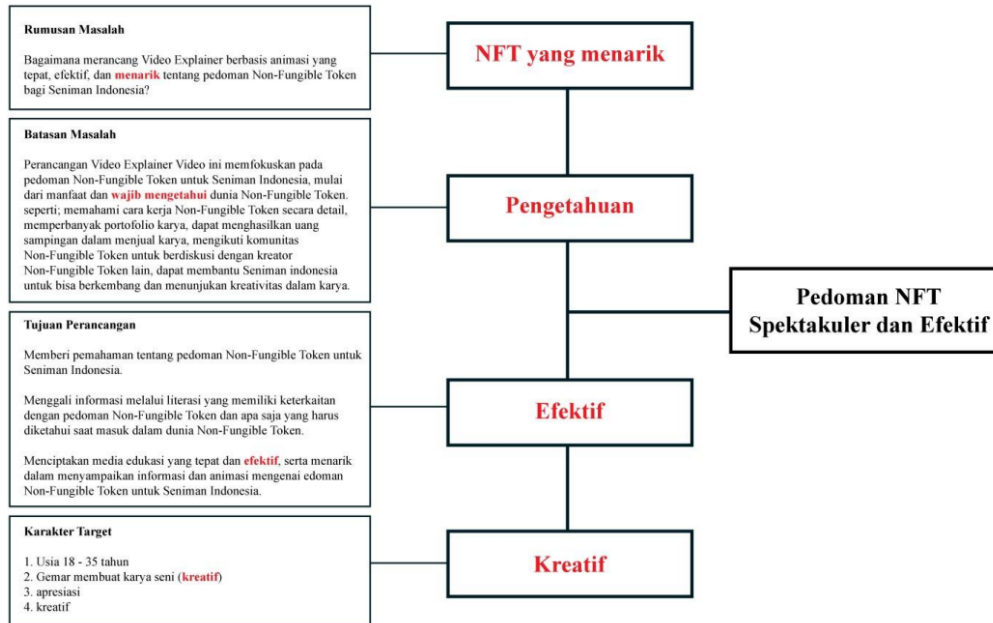 Rumusan Masalah
Bagaimana merancang Video Explainer berbasis animasi yang
tepat, efektif, dan menarik tentang pedoman Non-Fungible Token
bagi Seniman Indonesia?
NFT yang menarik
Batasan Masalah
Perancangan Video Explainer Video ini memfokuskan pada
pedoman Non-Fungible Token untuk Seniman Indonesia, mulai
dari manfaat dan wajib mengetahui dunia Non-Fungible Token.
seperti; memahami cara kerja Non-Fungible Token secara detail,
memperbanyak portofolio karya, dapat menghasilkan uang
sampingan dalam menjual karya, mengikuti komunitas
Non-Fungible Token untuk berdiskusi dengan kreator
Non-Fungible Token lain, dapat membantu Seniman indonesia
untuk bisa berkembang dan menunjukan kreativitas dalam karya.
Pengetahuan
Pedoman NFT
Spektakuler dan Efektif
Tujuan Perancangan
Memberi pemahaman tentang pedoman Non-Fungible Token untuk
Seniman Indonesia.
Menggali informasi melalui literasi yang memiliki keterkaitan
dengan pedoman Non-Fungible Token dan apa saja yang harus
diketahui saat masuk dalam dunia Non-Fungible Token.
Menciptakan media edukasi yang tepat dan efektif, serta menarik
dalam menyampaikan informasi dan animasi mengenai edoman
Non-Fungible Token untuk Seniman Indonesia.
Efektif
Karakter Target
1. Usia 18 - 35 tahun
2. Gemar membuat karya seni (kreatif)
3. apresiasi
4. kreatif
Kreatif